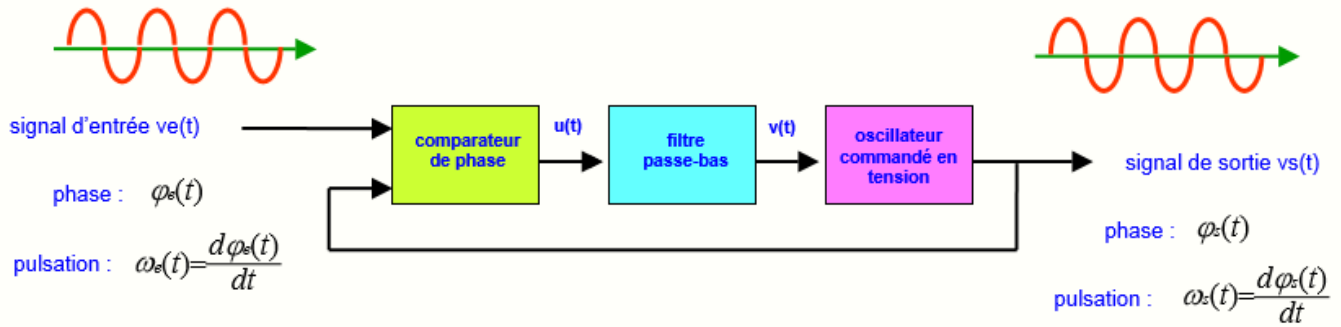 signal d'entrée ve(t)
phase : φe(t)
pulsation : ωe(t)=dφe(t)/dt
comparateur
de phase
u(t)
filtre
passe-bas
v(t)
oscillateur
commandé en
tension
signal de sortie vs(t)
phase : φs(t)
pulsation : ωs(t)=dφs(t)/dt